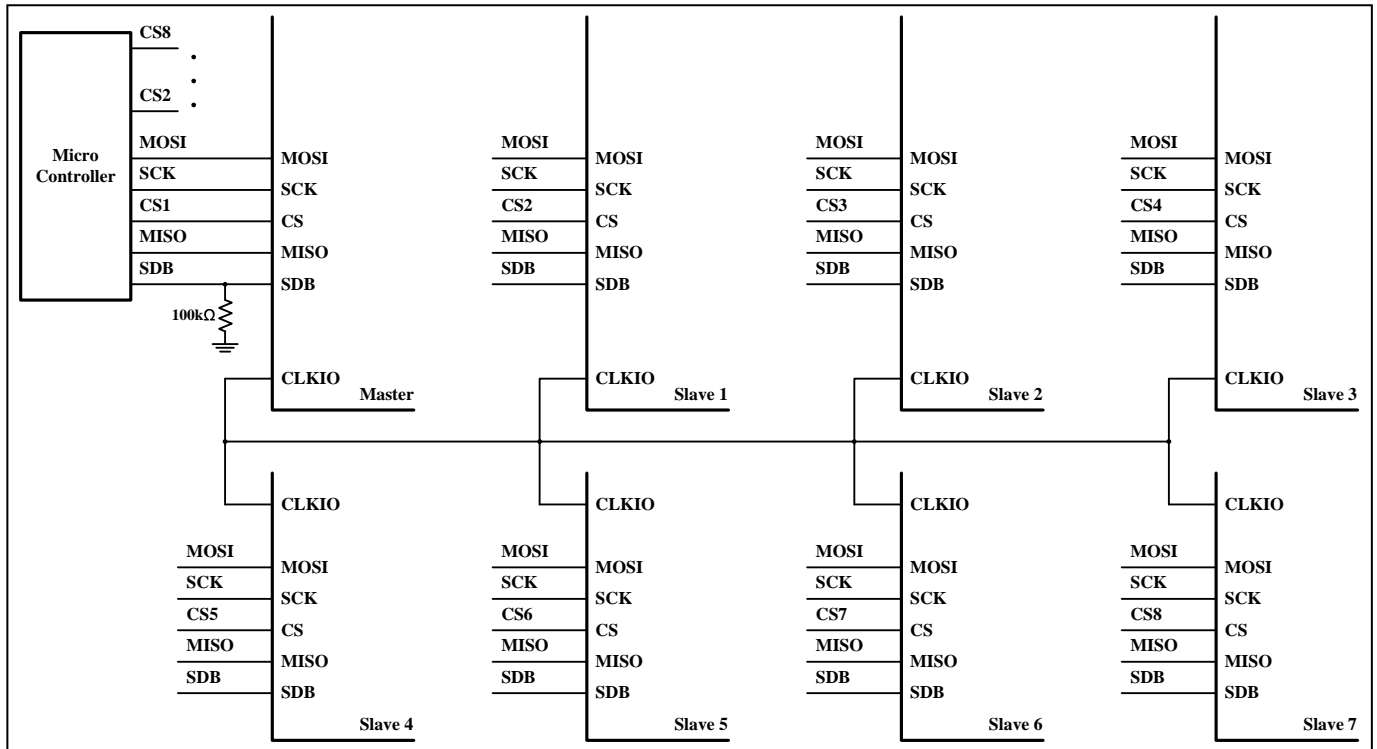 CS8
CS2
Micro
Controller
MOSI
SCK
CS1
MISO
SDB
100kΩ
MOSI
SCK
CS
MISO
SDB
CLKIO
Master
MOSI
SCK
CS2
MISO
SDB
MOSI
SCK
CS
MISO
SDB
CLKIO
Slave 1
MOSI
SCK
CS3
MISO
SDB
MOSI
SCK
CS
MISO
SDB
CLKIO
Slave 2
MOSI
SCK
CS4
MISO
SDB
MOSI
SCK
CS
MISO
SDB
CLKIO
Slave 3
CLKIO
MOSI
SCK
CS5
MISO
SDB
MOSI
SCK
CS
MISO
SDB
Slave 4
CLKIO
MOSI
SCK
CS6
MISO
SDB
MOSI
SCK
CS
MISO
SDB
Slave 5
CLKIO
MOSI
SCK
CS7
MISO
SDB
MOSI
SCK
CS
MISO
SDB
Slave 6
CLKIO
MOSI
SCK
CS8
MISO
SDB
MOSI
SCK
CS
MISO
SDB
Slave 7